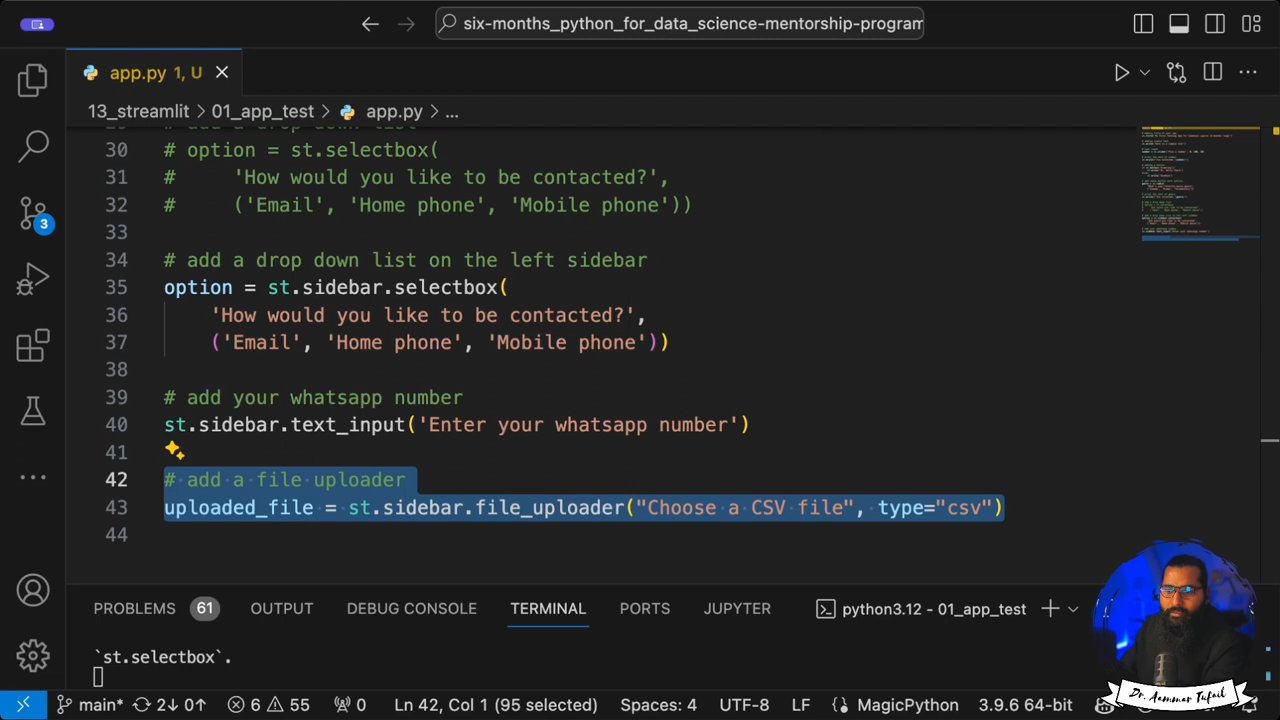 six-months_python_for_data_science-mentorship-program
app.py 1, U
13_streamlit > 01_app_test > app.py > ...
30 # option = st.selectbox(
31 #     'How would you like to be contacted?',
32 #     ('Email', 'Home phone', 'Mobile phone'))
33
34 # add a drop down list on the left sidebar
35 option = st.sidebar.selectbox(
36     'How would you like to be contacted?',
37     ('Email', 'Home phone', 'Mobile phone'))
38
39 # add your whatsapp number
40 st.sidebar.text_input('Enter your whatsapp number')
41
3
42 # add a file uploader
43 uploaded_file = st.sidebar.file_uploader("Choose a CSV file", type="csv")
44
PROBLEMS 61 OUTPUT DEBUG CONSOLE TERMINAL PORTS JUPYTER python3.12 - 01_app_test
`st.selectbox`.
Dr. Aammar Tufail
main* 2↓ 0↑ 6 55 0 Ln 42, Col 1 (95 selected) Spaces: 4 UTF-8 LF MagicPython 3.9.6 64-bit